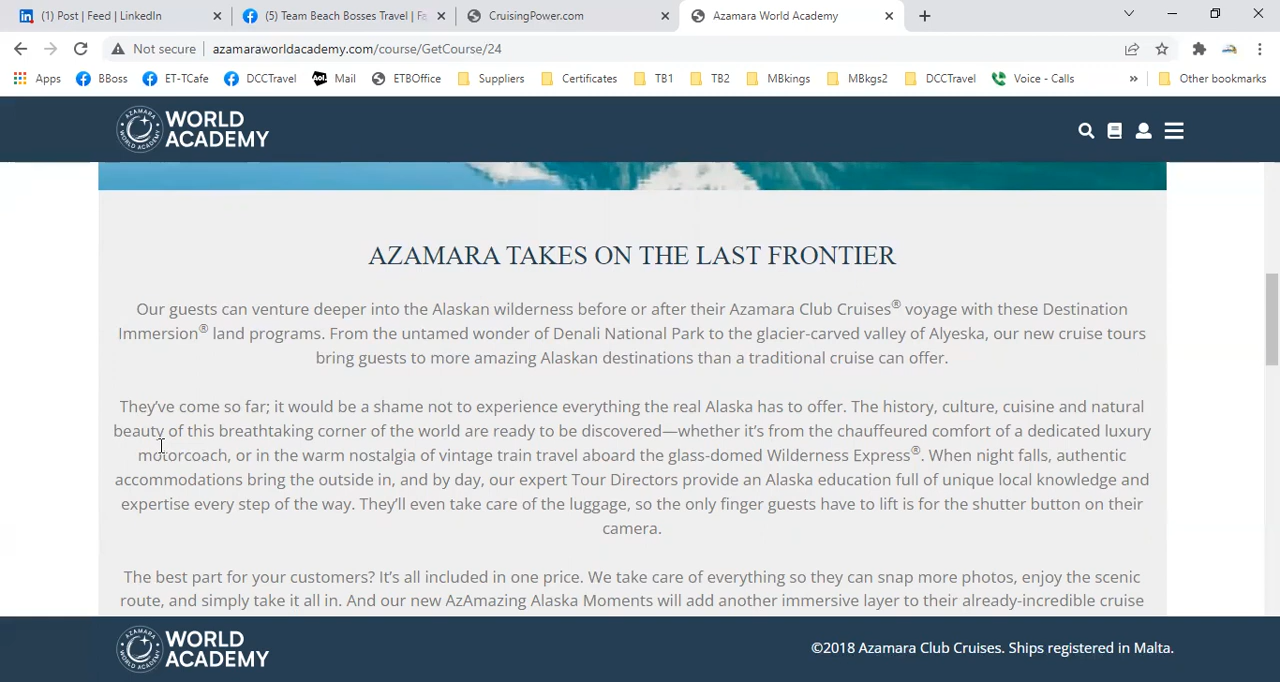 (1) Post | Feed | LinkedIn
(5) Team Beach Bosses Travel | Fa
CruisingPower.com
Azamara World Academy
Not secure
azamaraworldacademy.com/course/GetCourse/24
Apps
BBoss
ET-TCafe
DCCTravel
Aol.
Mail
ETBOffice
Suppliers
Certificates
TB1
TB2
MBkings
MBkgs2
DCCTravel
Voice - Calls
»
Other bookmarks
WORLD
ACADEMY
AZAMARA TAKES ON THE LAST FRONTIER
Our guests can venture deeper into the Alaskan wilderness before or after their Azamara Club Cruises® voyage with these Destination
Immersion® land programs. From the untamed wonder of Denali National Park to the glacier-carved valley of Alyeska, our new cruise tours
bring guests to more amazing Alaskan destinations than a traditional cruise can offer.
They've come so far; it would be a shame not to experience everything the real Alaska has to offer. The history, culture, cuisine and natural
beauty of this breathtaking corner of the world are ready to be discovered—whether it's from the chauffeured comfort of a dedicated luxury
motorcoach, or in the warm nostalgia of vintage train travel aboard the glass-domed Wilderness Express®. When night falls, authentic
accommodations bring the outside in, and by day, our expert Tour Directors provide an Alaska education full of unique local knowledge and
expertise every step of the way. They'll even take care of the luggage, so the only finger guests have to lift is for the shutter button on their
camera.
The best part for your customers? It's all included in one price. We take care of everything so they can snap more photos, enjoy the scenic
route, and simply take it all in. And our new AzAmazing Alaska Moments will add another immersive layer to their already-incredible cruise
WORLD
ACADEMY
©2018 Azamara Club Cruises. Ships registered in Malta.